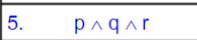 5. p ∧ q ∧ r